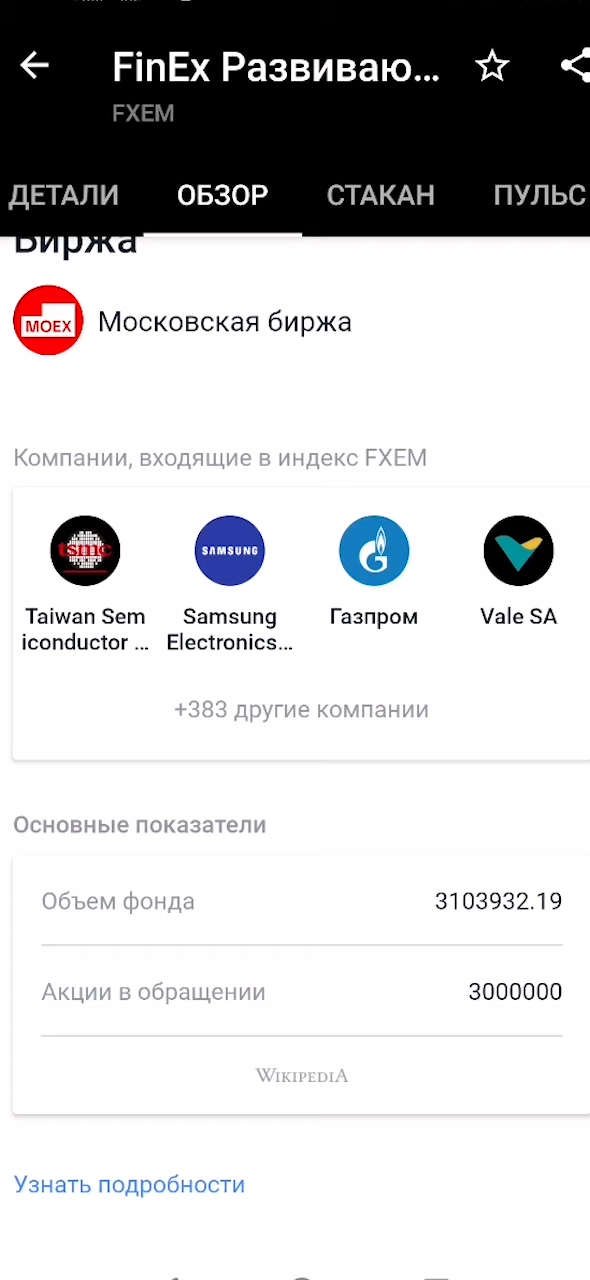 FinEx Развиваю...
FXEM
ДЕТАЛИ ОБЗОР СТАКАН ПУЛЬС
Биржа
MOEX Московская биржа
Компании, входящие в индекс FXEM
tsmc SAMSUNG
Taiwan Sem Samsung Газпром Vale SA
iconductor ... Electronics...
+383 другие компании
Основные показатели
Объем фонда 3103932.19
Акции в обращении 3000000
WIKIPEDIA
Узнать подробности